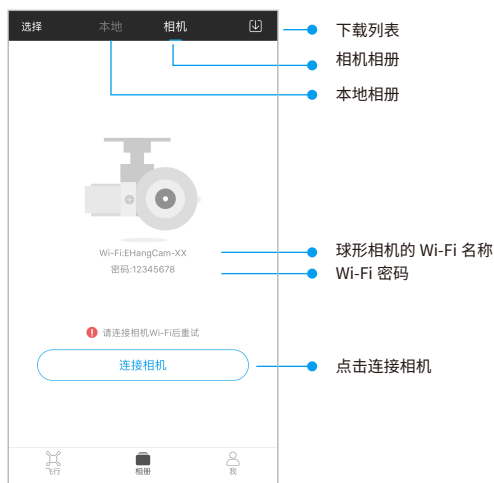 选择 本地 相机
下载列表
相机相册
本地相册
Wi-Fi:EHangCam-XX
密码:12345678
球形相机的 Wi-Fi 名称
Wi-Fi 密码
请连接相机Wi-Fi后重试
连接相机
点击连接相机
飞行 相册 我